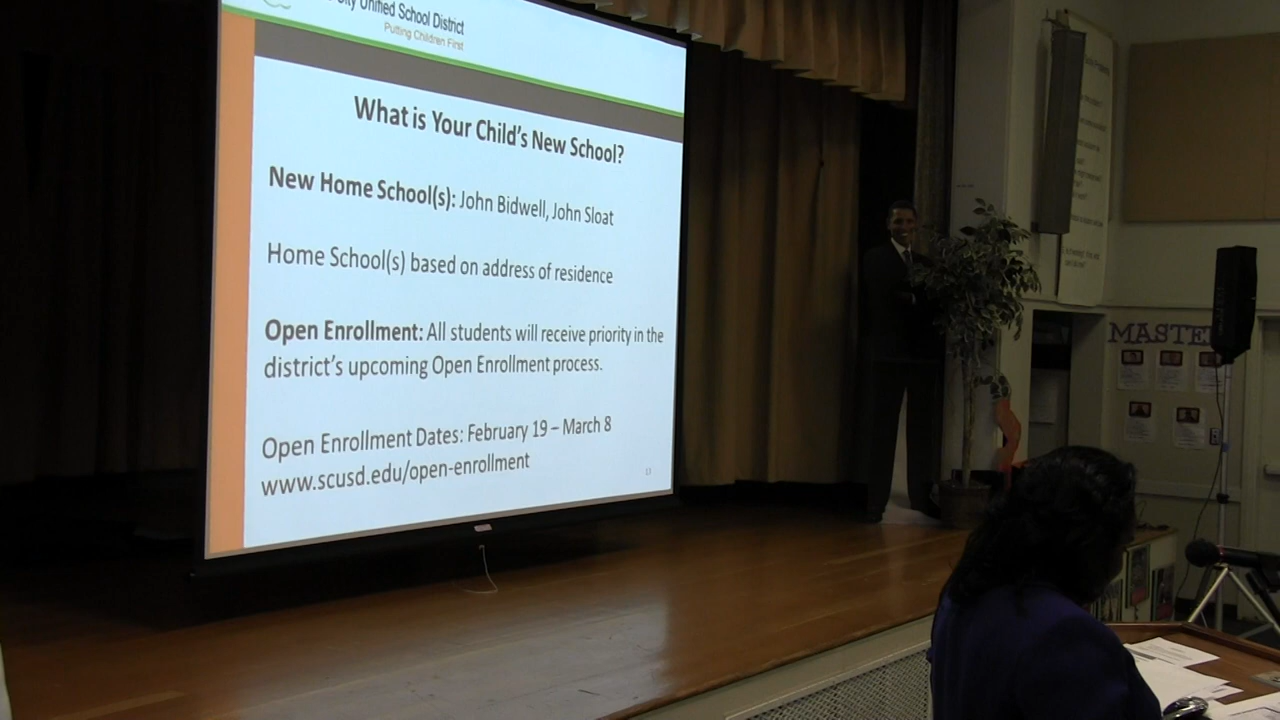 City Unified School District
Putting Children First
What is Your Child's New School?
New Home School(s): John Bidwell, John Sloat
Home School(s) based on address of residence
Open Enrollment: All students will receive priority in the
district's upcoming Open Enrollment process.
Open Enrollment Dates: February 19 – March 8
www.scusd.edu/open-enrollment
13